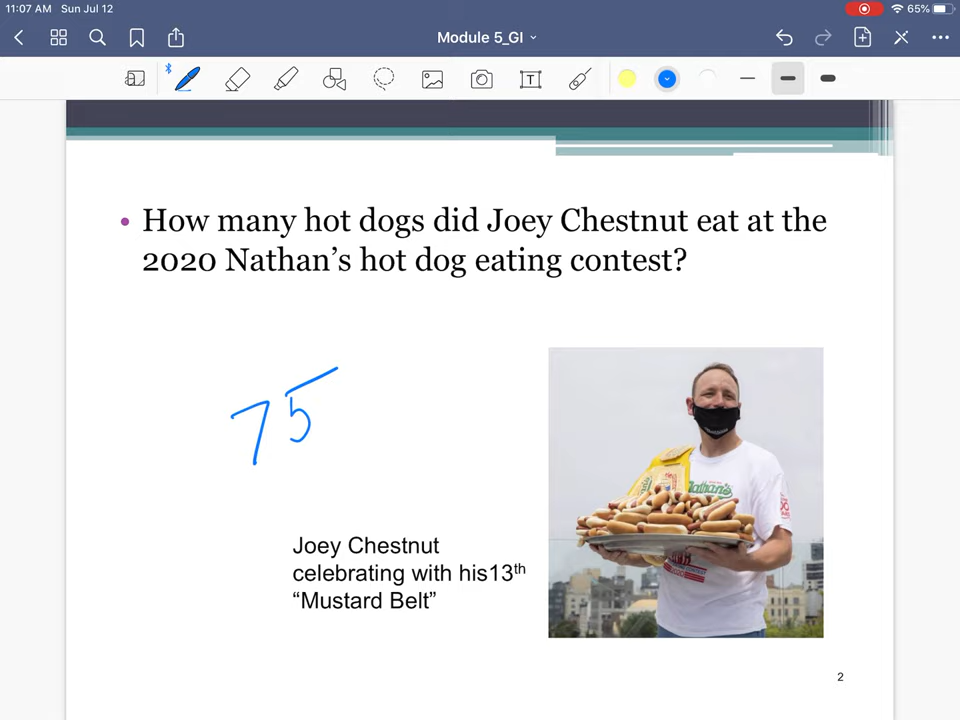 11:07 AM Sun Jul 12
65%
Module 5_GI
T
• How many hot dogs did Joey Chestnut eat at the
2020 Nathan's hot dog eating contest?
75
Joey Chestnut
celebrating with his13th
“Mustard Belt”
2